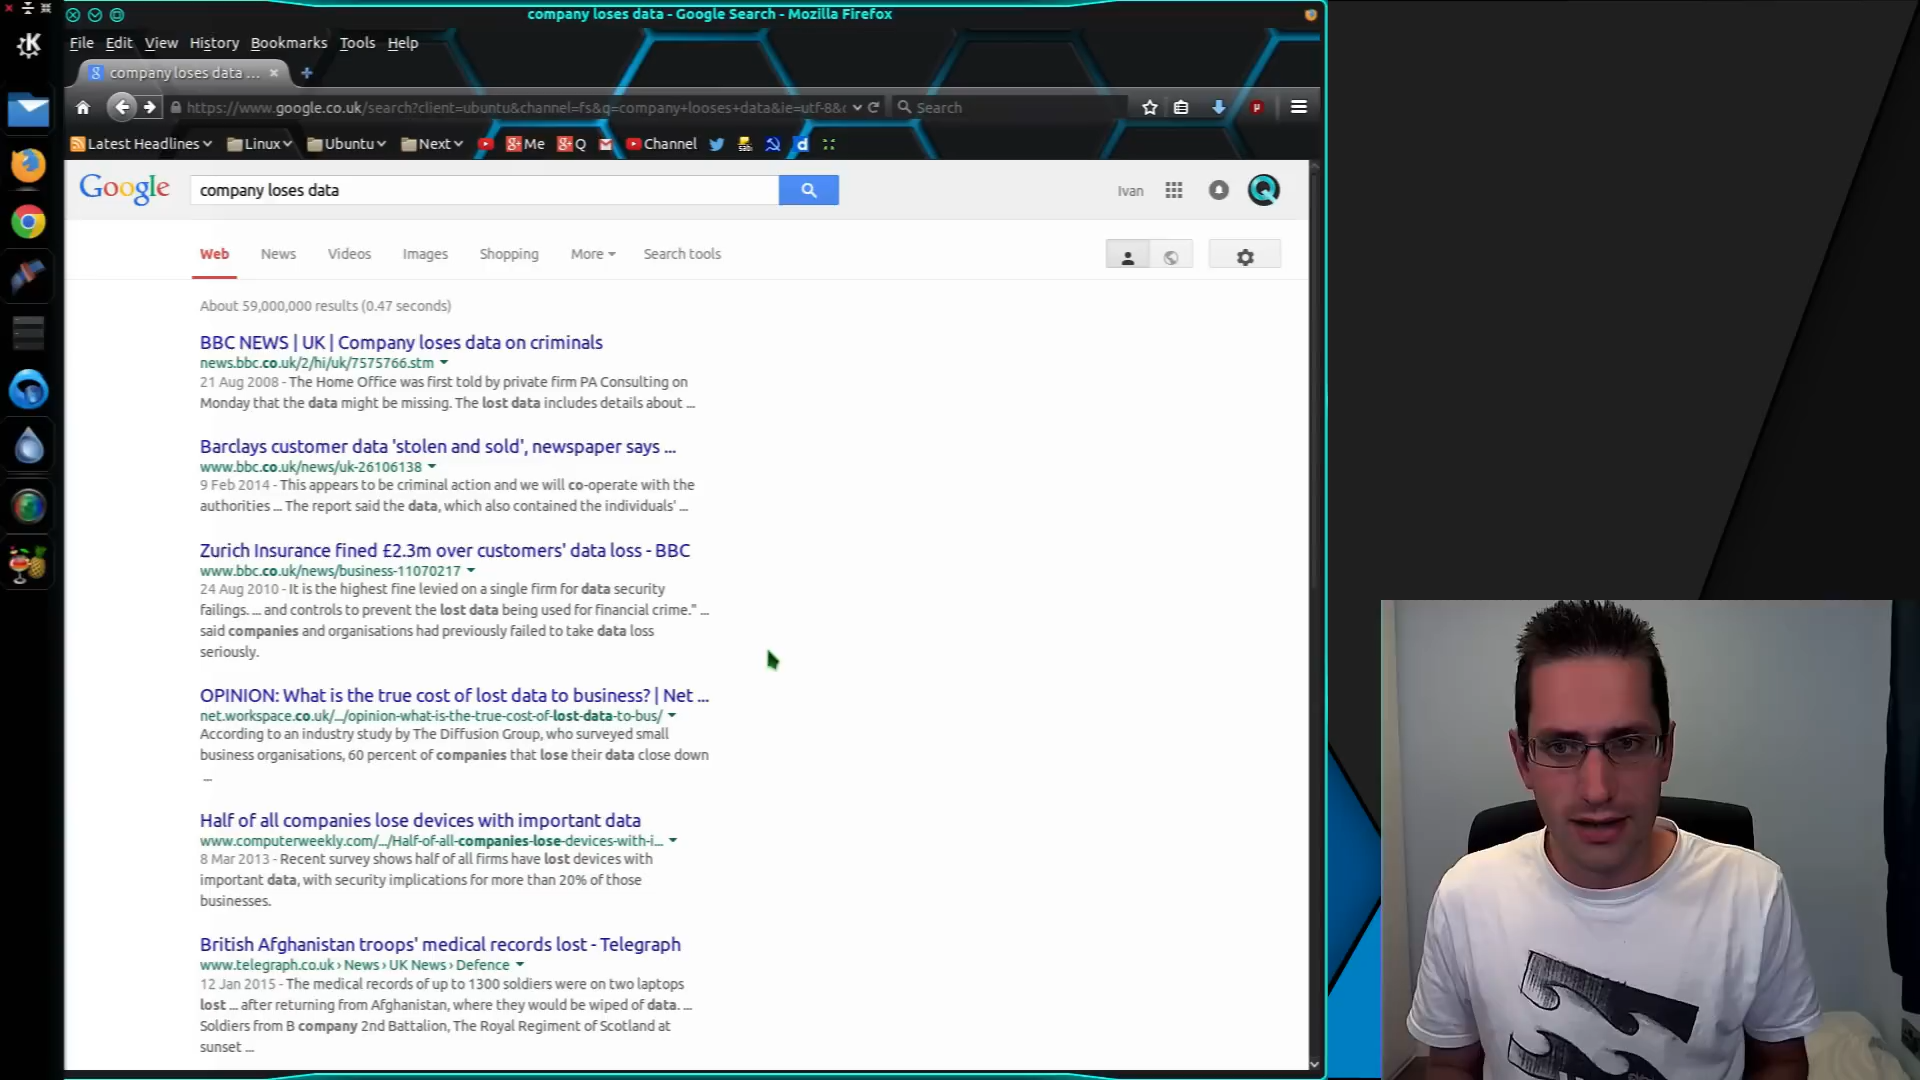 company loses data - Google Search - Mozilla Firefox
File Edit View History Bookmarks Tools Help
company loses data ...
https://www.google.co.uk/search?client=ubuntu&channel=fs&q=company+looses+data&ie=utf-8&
Search
Latest Headlines Linux Ubuntu Next Me Q Channel
Google company loses data Ivan
Web News Videos Images Shopping More Search tools
About 59,000,000 results (0.47 seconds)
BBC NEWS | UK | Company loses data on criminals
news.bbc.co.uk/2/hi/uk/7575766.stm
21 Aug 2008 - The Home Office was first told by private firm PA Consulting on
Monday that the data might be missing. The lost data includes details about ...
Barclays customer data 'stolen and sold', newspaper says ...
www.bbc.co.uk/news/uk-26106138
9 Feb 2014 - This appears to be criminal action and we will co-operate with the
authorities ... The report said the data, which also contained the individuals' ...
Zurich Insurance fined £2.3m over customers' data loss - BBC
www.bbc.co.uk/news/business-11070217
24 Aug 2010 - It is the highest fine levied on a single firm for data security
failings. ... and controls to prevent the lost data being used for financial crime." ...
said companies and organisations had previously failed to take data loss
seriously.
OPINION: What is the true cost of lost data to business? | Net ...
net.workspace.co.uk/.../opinion-what-is-the-true-cost-of-lost-data-to-bus/
According to an industry study by The Diffusion Group, who surveyed small
business organisations, 60 percent of companies that lose their data close down
...
Half of all companies lose devices with important data
www.computerweekly.com/.../Half-of-all-companies-lose-devices-with-i...
8 Mar 2013 - Recent survey shows half of all firms have lost devices with
important data, with security implications for more than 20% of those
businesses.
British Afghanistan troops' medical records lost - Telegraph
www.telegraph.co.uk › News › UK News › Defence
12 Jan 2015 - The medical records of up to 1300 soldiers were on two laptops
lost ... after returning from Afghanistan, where they would be wiped of data. ...
Soldiers from B company 2nd Battalion, The Royal Regiment of Scotland at
sunset ...